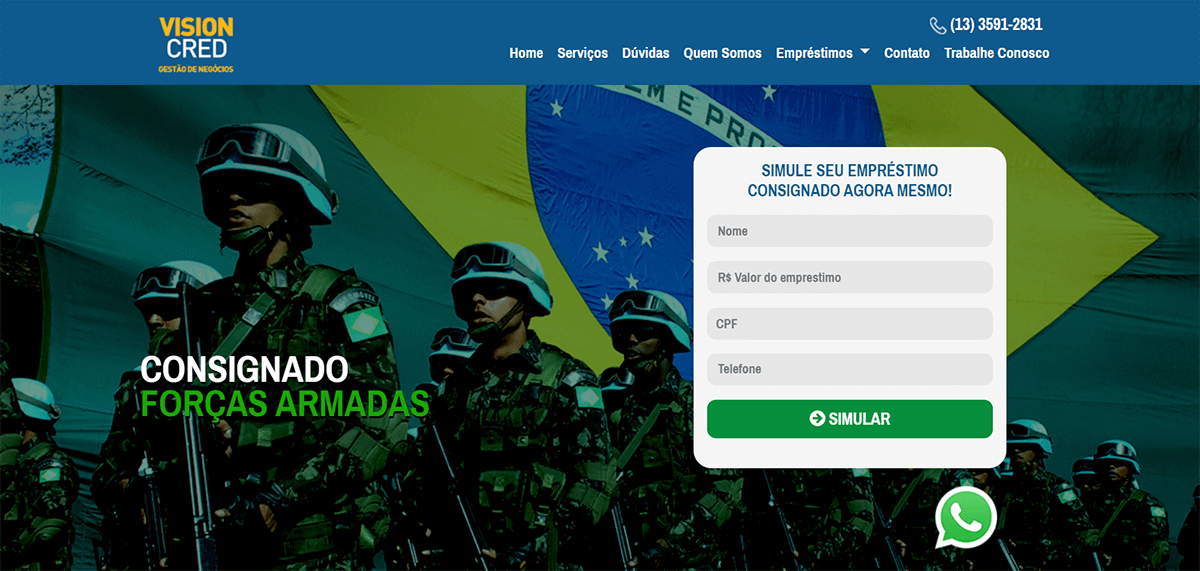 VISION
CRED
GESTÃO DE NEGÓCIOS
(13) 3591-2831
Home Serviços Dúvidas Quem Somos Empréstimos Contato Trabalhe Conosco
EM E PRO
SIMULE SEU EMPRÉSTIMO
CONSIGNADO AGORA MESMO!
Nome
R$ Valor do emprestimo
CPF
Telefone
SIMULAR
CONSIGNADO
FORÇAS ARMADAS